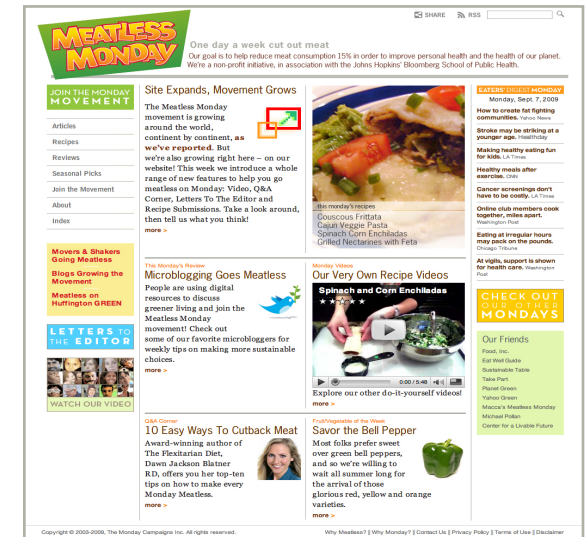 MEATLESS
MONDAY
SHARE
RSS
One day a week cut out meat
Our goal is to help reduce meat consumption 15% in order to improve personal health and the health of our planet.
We're a non-profit initiative, in association with the Johns Hopkins' Bloomberg School of Public Health.
JOIN THE MONDAY
MOVEMENT
Articles
Recipes
Reviews
Seasonal Picks
Join the Movement
About
Index
Movers & Shakers
Going Meatless
Blogs Growing the
Movement
Meatless on
Huffington GREEN
LETTERS TO
THE EDITOR
WATCH OUR VIDEO
Site Expands, Movement Grows
The Meatless Monday
movement is growing
around the world,
continent by continent, as
we've reported. But
we're also growing right here – on our
website! This week we introduce a whole
range of new features to help you go
meatless on Monday: Video, Q&A
Corner, Letters To The Editor and
Recipe Submissions. Take a look around,
then tell us what you think!
more >
this monday's recipes
Couscous Frittata
Cajun Veggie Pasta
Spinach Corn Enchiladas
Grilled Nectarines with Feta
This Monday's Review
Microblogging Goes Meatless
People are using digital
resources to discuss
greener living and join the
Meatless Monday
movement! Check out
some of our favorite microbloggers for
weekly tips on making more sustainable
choices.
more >
Monday Videos
Our Very Own Recipe Videos
Spinach and Corn Enchiladas
0:00 / 5:48
Explore our other do-it-yourself videos!
more >
Q&A Corner
10 Easy Ways To Cutback Meat
Award-winning author of
The Flexitarian Diet,
Dawn Jackson Blatner
RD, offers you her top-ten
tips on how to make every
Monday Meatless.
more >
Fruit/Vegetable of the Week
Savor the Bell Pepper
Most folks prefer sweet
over green bell peppers,
and so we're willing to
wait all summer long for
the arrival of those
glorious red, yellow and orange
varieties.
more >
EATERS' DIGEST MONDAY
Monday, Sept. 7, 2009
How to create fat fighting
communities. Yahoo News
Stroke may be striking at a
younger age. Healthday
Making healthy eating fun
for kids. LA Times
Healthy meals after
exercise. CNN
Cancer screenings don't
have to be costly. LA Times
Online club members cook
together, miles apart.
Washington Post
Eating at irregular hours
may pack on the pounds.
Chicago Tribune
At vigils, support is shown
for health care. Washington
Post
CHECK OUT
OUR OTHER
MONDAYS
Our Friends
Food, Inc.
Eat Well Guide
Sustainable Table
Take Part
Planet Green
Yahoo Green
Macca's Meatless Monday
Michael Pollan
Center for a Livable Future
Copyright © 2003-2009, The Monday Campaigns Inc. All rights reserved.
Why Meatless? || Why Monday? || Contact Us || Privacy Policy || Terms of Use || Disclaimer